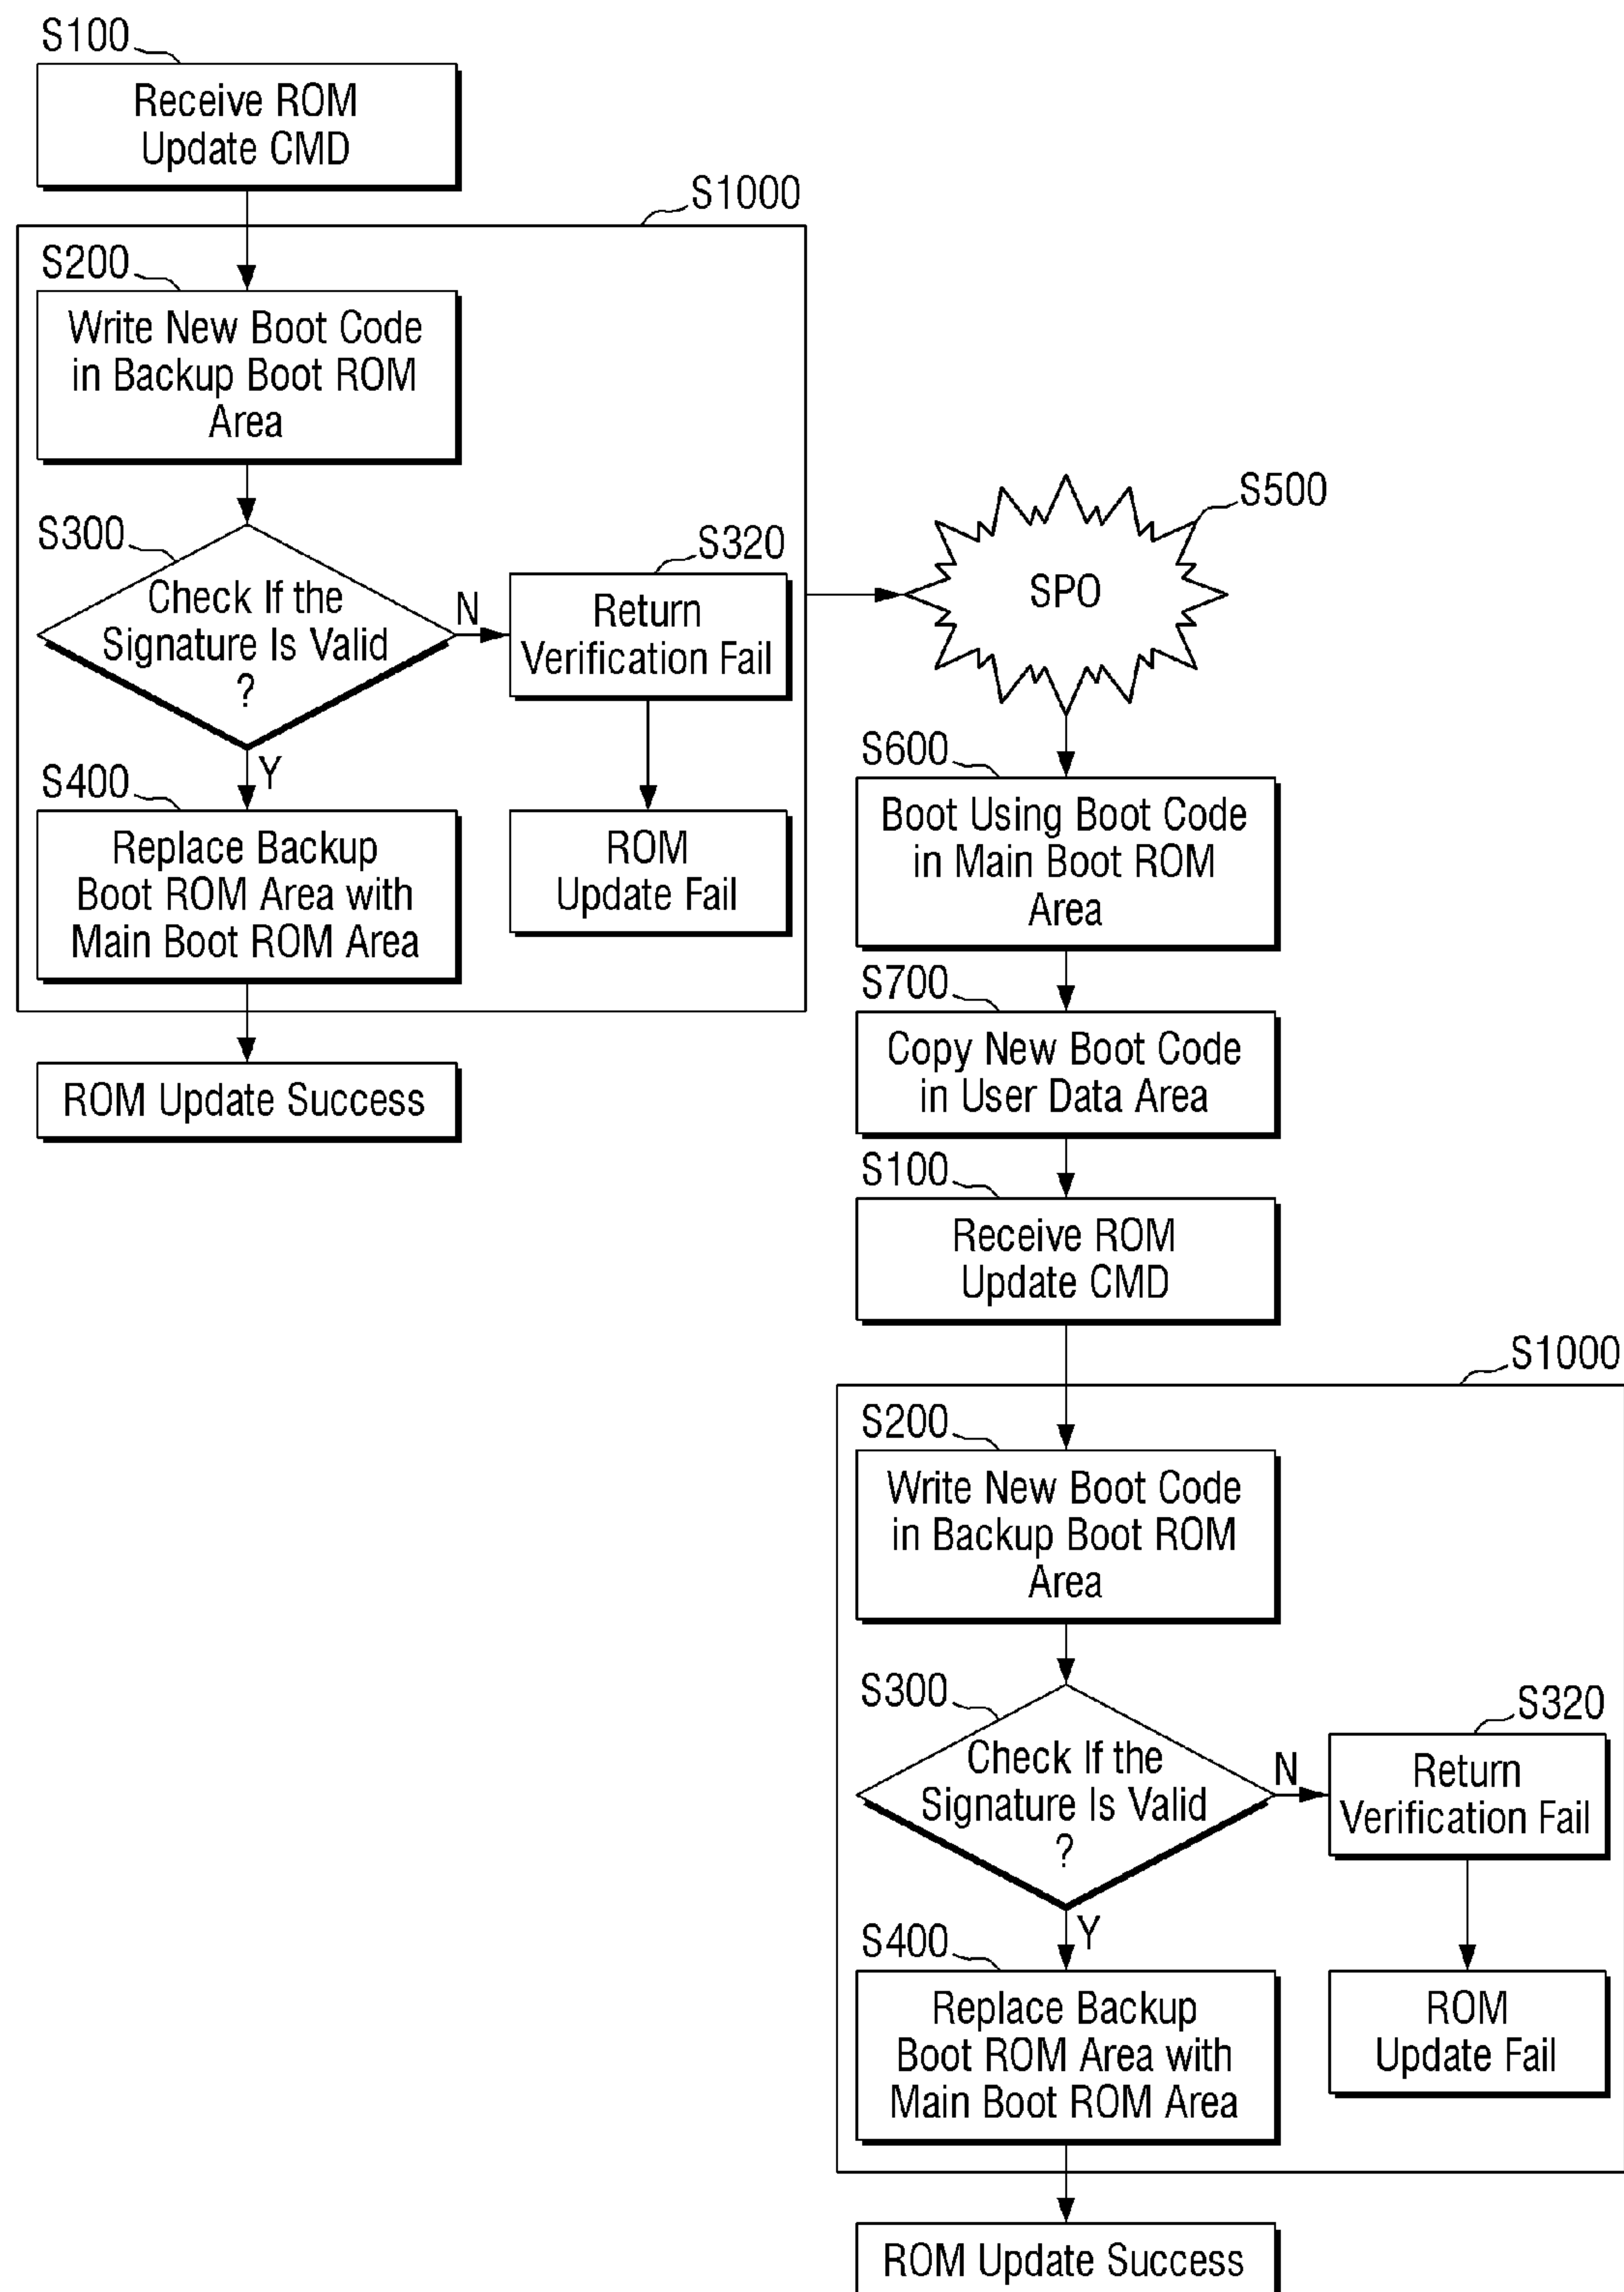 S100
Receive ROM
Update CMD
S1000
S200
Write New Boot Code
in Backup Boot ROM
Area
S300
Check If the
Signature Is Valid
?
N
S320
Return
Verification Fail
Y
S400
Replace Backup
Boot ROM Area with
Main Boot ROM Area
ROM
Update Fail
ROM Update Success
S500
SPO
S600
Boot Using Boot Code
in Main Boot ROM
Area
S700
Copy New Boot Code
in User Data Area
S100
Receive ROM
Update CMD
S1000
S200
Write New Boot Code
in Backup Boot ROM
Area
S300
Check If the
Signature Is Valid
?
N
S320
Return
Verification Fail
Y
S400
Replace Backup
Boot ROM Area with
Main Boot ROM Area
ROM
Update Fail
ROM Update Success